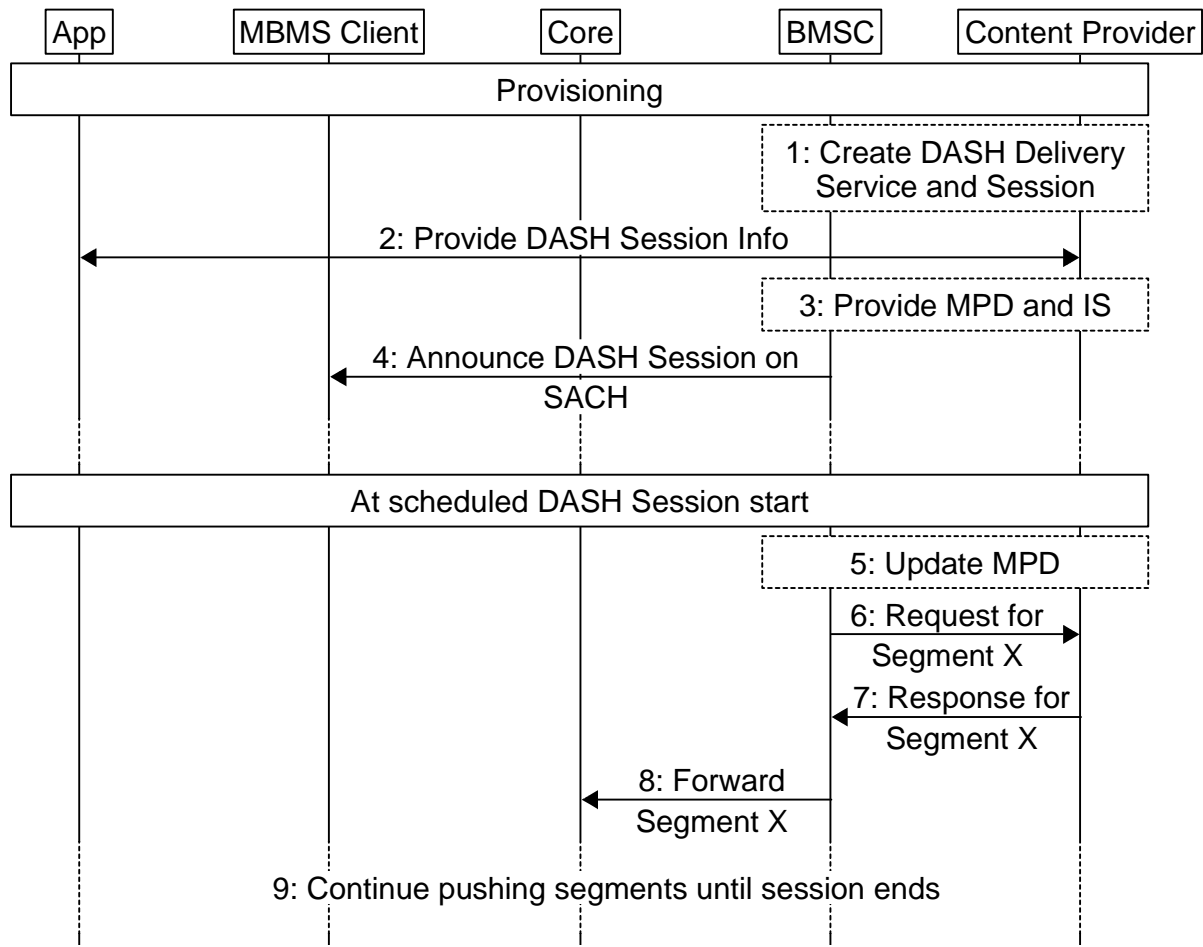 App
MBMS Client
Core
BMSC
Content Provider
Provisioning
1: Create DASH Delivery
Service and Session
2: Provide DASH Session Info
3: Provide MPD and IS
4: Announce DASH Session on
SACH
At scheduled DASH Session start
5: Update MPD
6: Request for
Segment X
7: Response for
Segment X
8: Forward
Segment X
9: Continue pushing segments until session ends